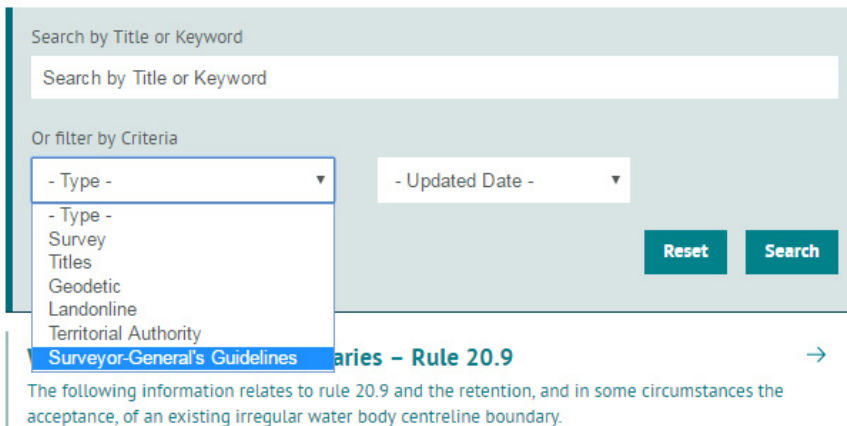 Search by Title or Keyword
Search by Title or Keyword
Or filter by Criteria
- Type -
- Updated Date -
- Type -
Survey
Titles
Geodetic
Landonline
Territorial Authority
Surveyor-General's Guidelines
Reset
Search
aries – Rule 20.9
The following information relates to rule 20.9 and the retention, and in some circumstances the
acceptance, of an existing irregular water body centreline boundary.